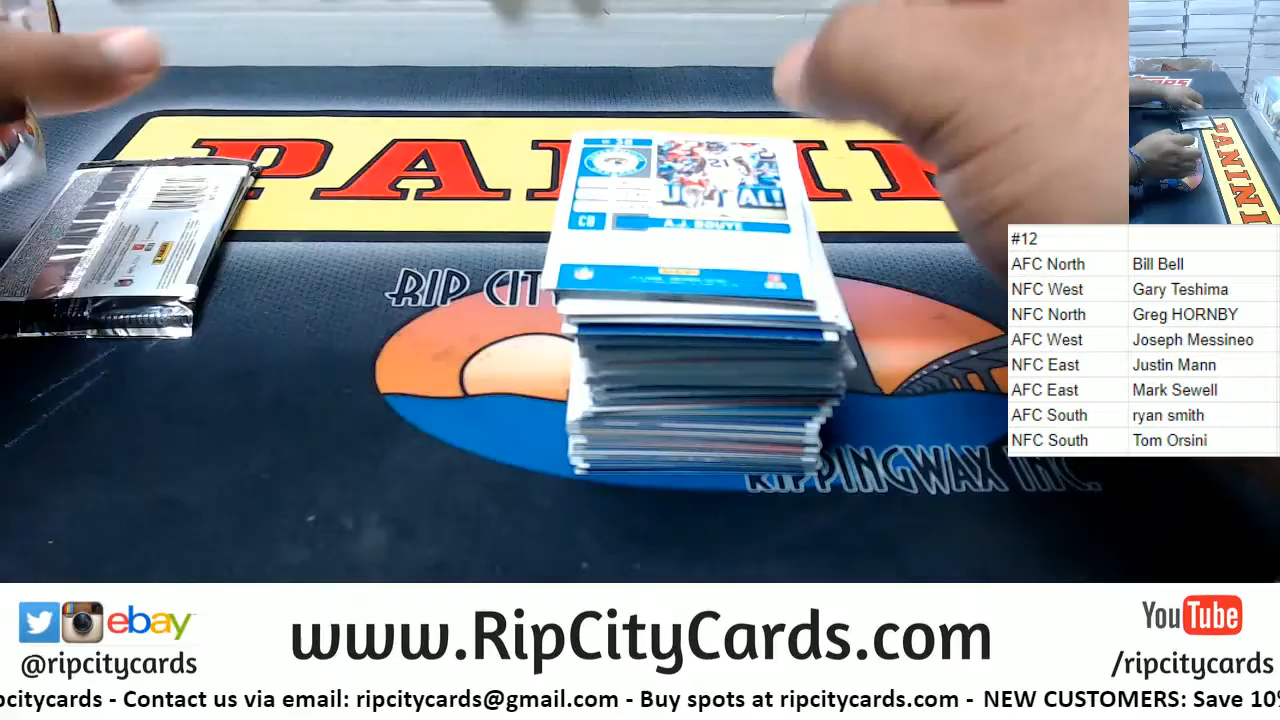 PANINI
RIP CITY
RIPPINGWAX INC.
21
CB
A.J. BOUYE
PANINI
#12
AFC North Bill Bell
NFC West Gary Teshima
NFC North Greg HORNBY
AFC West Joseph Messineo
NFC East Justin Mann
AFC East Mark Sewell
AFC South ryan smith
NFC South Tom Orsini
ebay
@ripcitycards
www.RipCityCards.com
YouTube
/ripcitycards
pcitycards - Contact us via email: ripcitycards@gmail.com - Buy spots at ripcitycards.com - NEW CUSTOMERS: Save 10%